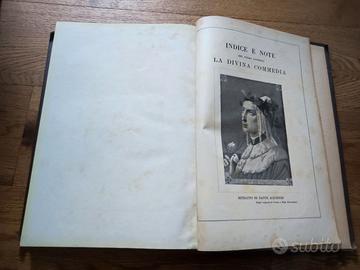 INDICE E NOTE
LA DIVINA COMMEDIA
RITRATTO DI DANTE ALIGHIERI
subito